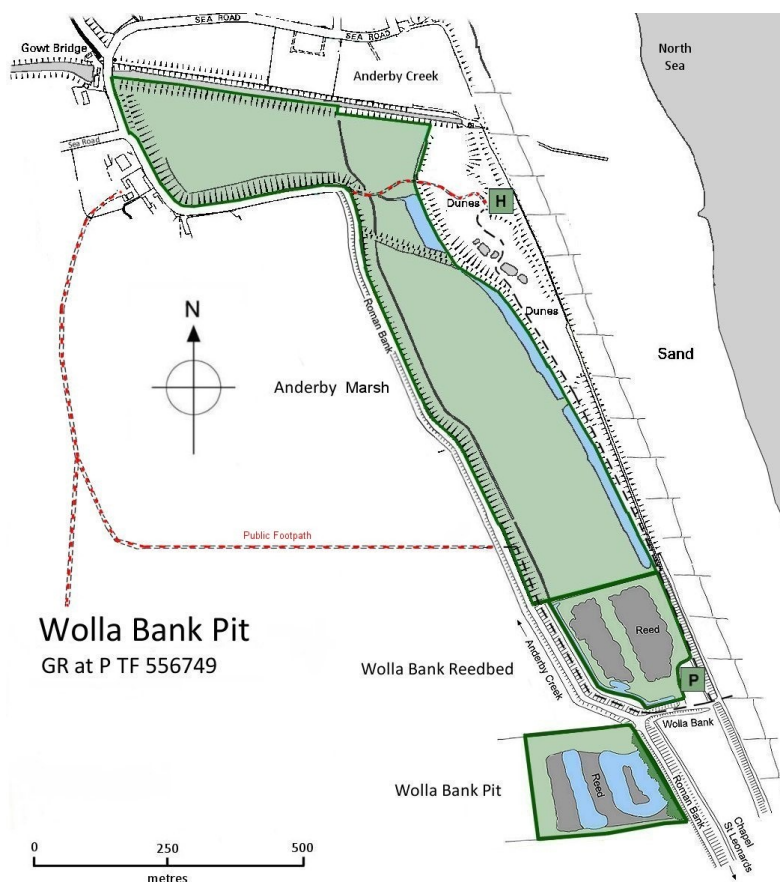 SEA ROAD
SEA ROAD
Gowt Bridge
North
Sea
Anderby Creek
Sea Road
H
Dunes
Dunes
Roman Bank
N
Sand
Anderby Marsh
Public Footpath
Wolla Bank Pit
GR at P TF 556749
Reed
Wolla Bank Reedbed
Anderby Creek
P
Wolla Bank
Wolla Bank Pit
Reed
Roman Bank
Chapel
St Leonards
0 250 500
metres